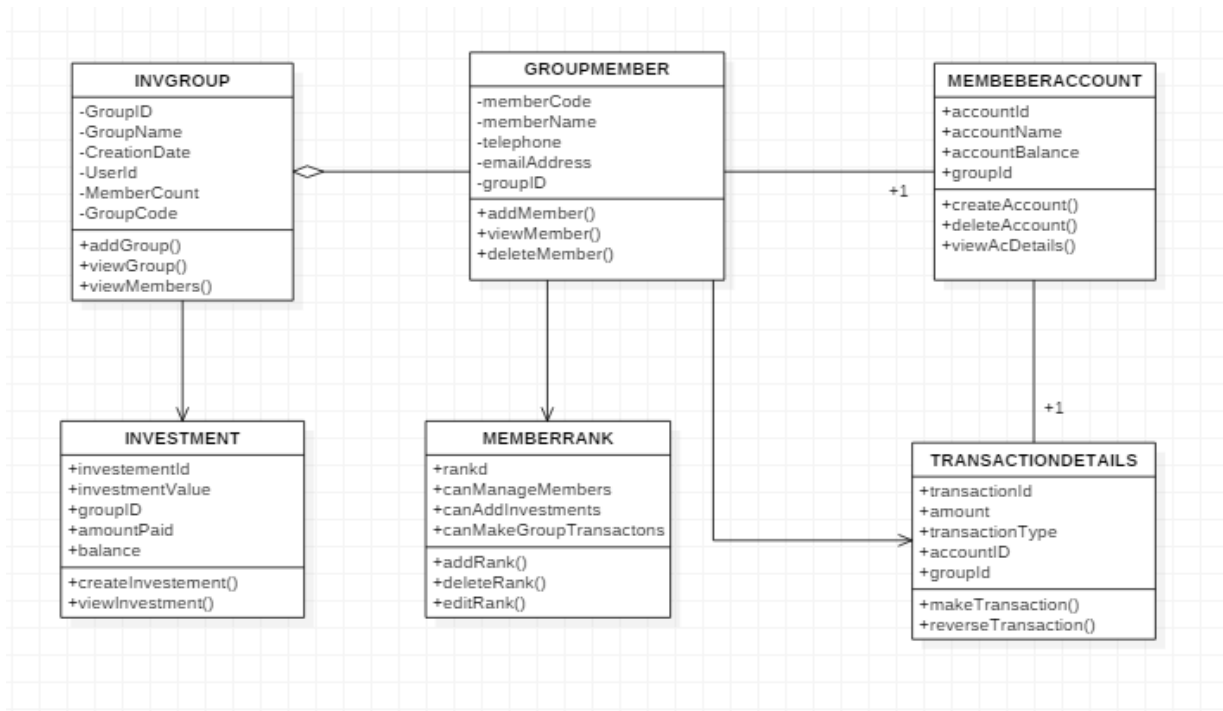 INVGROUP
-GroupID
-GroupName
-CreationDate
-UserId
-MemberCount
-GroupCode
+addGroup()
+viewGroup()
+viewMembers()
GROUPMEMBER
-memberCode
-memberName
-telephone
-emailAddress
-groupID
+addMember()
+viewMember()
+deleteMember()
MEMBEBERACCOUNT
+accountId
+accountName
+accountBalance
+groupId
+createAccount()
+deleteAccount()
+viewAcDetails()
+1
+1
INVESTMENT
+investementId
+investmentValue
+groupID
+amountPaid
+balance
+createInvestement()
+viewInvestment()
MEMBERRANK
+rankd
+canManageMembers
+canAddInvestments
+canMakeGroupTransactons
+addRank()
+deleteRank()
+editRank()
TRANSACTIONDETAILS
+transactionId
+amount
+transactionType
+accountID
+groupId
+makeTransaction()
+reverseTransaction()